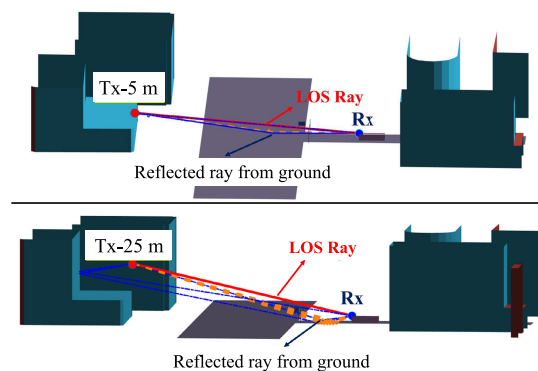 Tx-5 m
LOS Ray
Rx
Reflected ray from ground
Tx-25 m
LOS Ray
Rx
Reflected ray from ground